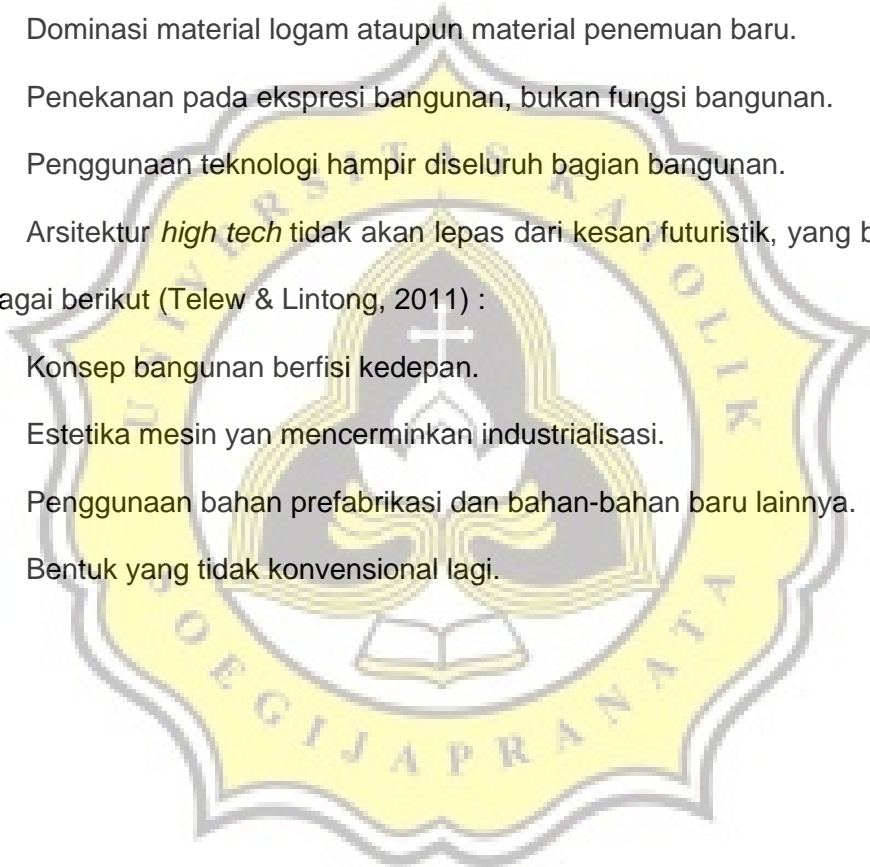 Dominasi material logam ataupun material penemuan baru.
Penekanan pada ekspresi bangunan, bukan fungsi bangunan.
Penggunaan teknologi hampir diseluruh bagian bangunan.
Arsitektur high tech tidak akan lepas dari kesan futuristik, yang b
agai berikut (Telew & Lintong, 2011) :
Konsep bangunan berfisi kedepan.
Estetika mesin yan mencerminkan industrialisasi.
Penggunaan bahan prefabrikasi dan bahan-bahan baru lainnya.
Bentuk yang tidak konvensional lagi.
UNIVERSITAS KATOLIK
SOEGIJAPRANATA